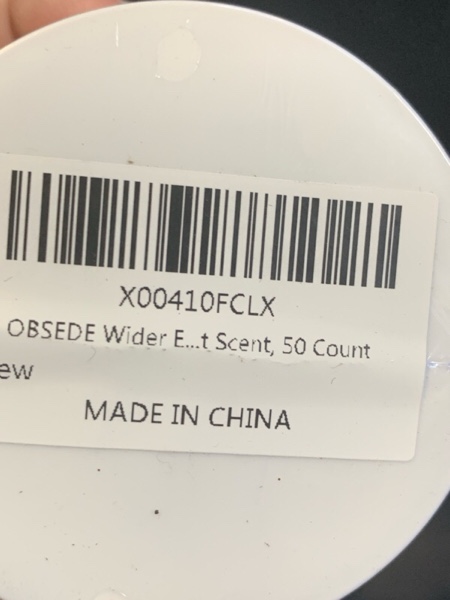 X00410FCLX
OBSEDE Wider E...t Scent, 50 Count
ew
MADE IN CHINA